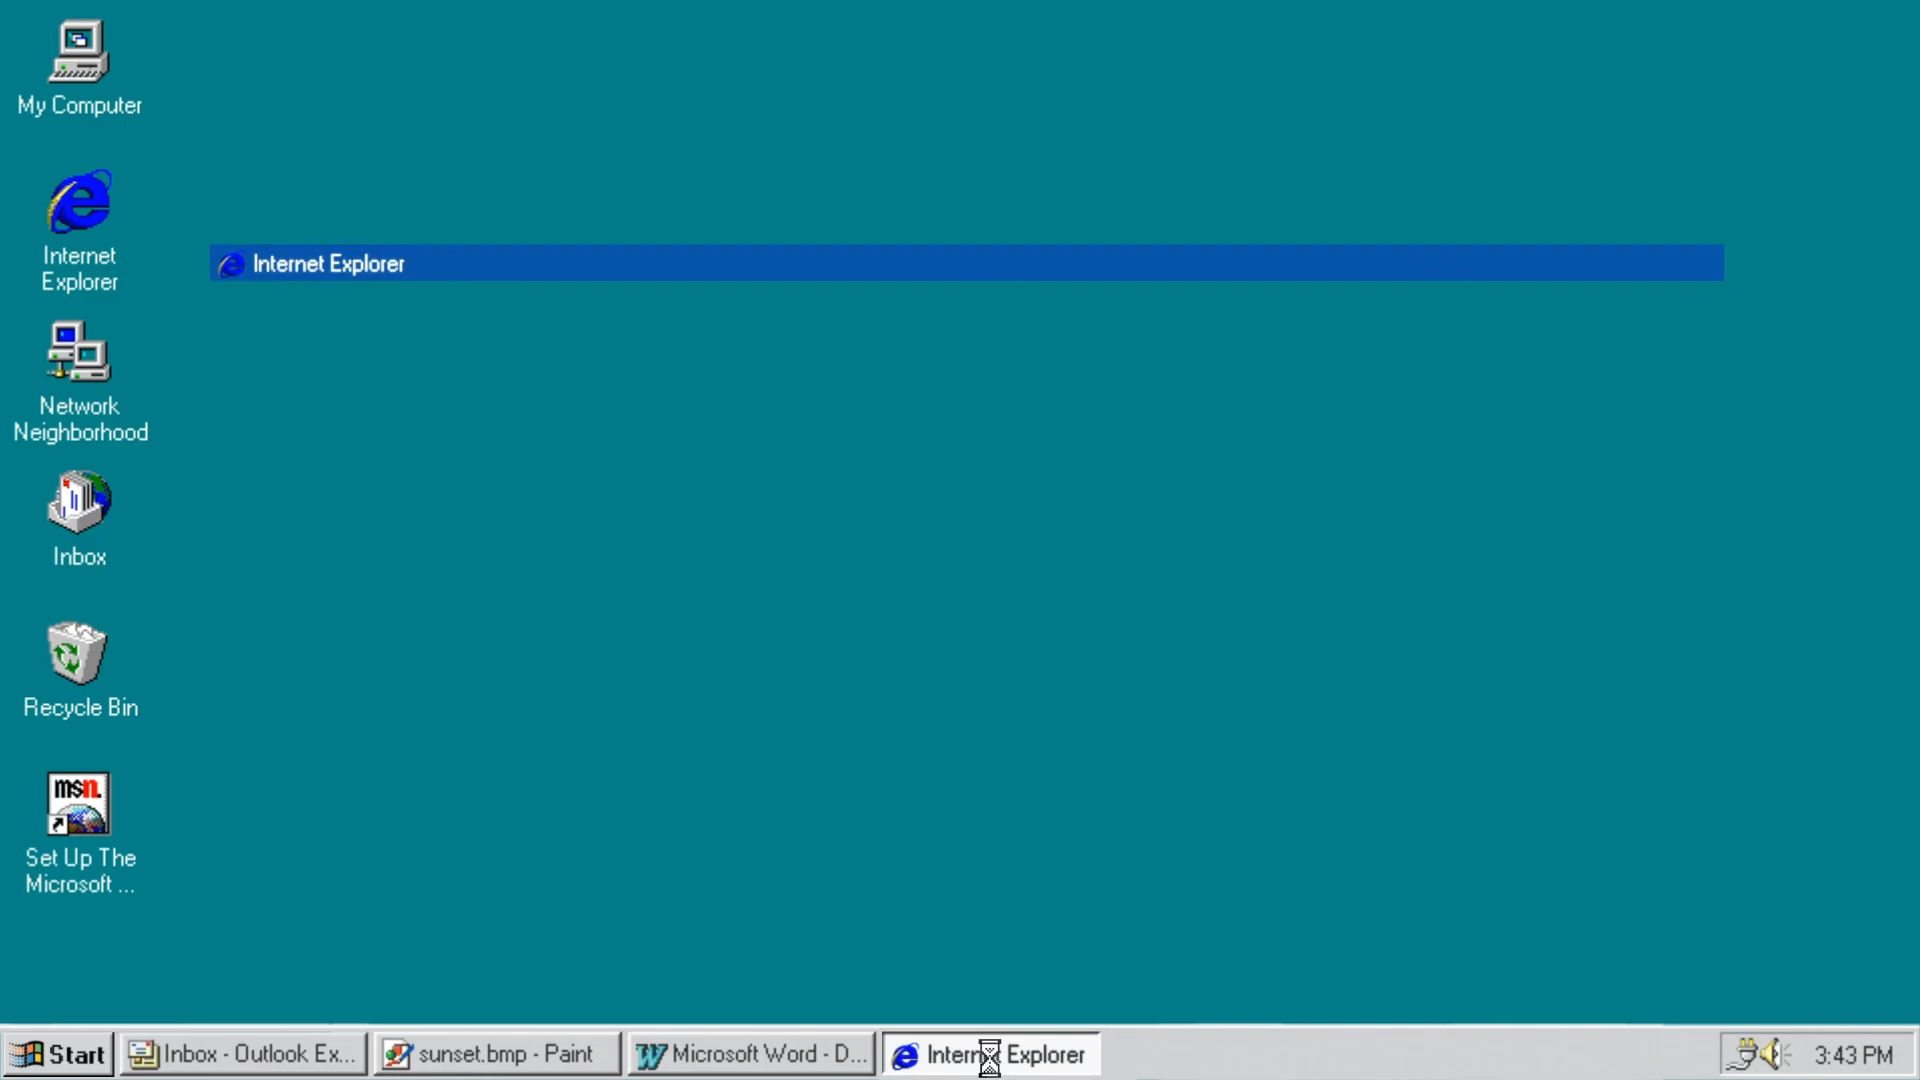 My Computer
Internet
Explorer
Internet Explorer
Network
Neighborhood
Inbox
Recycle Bin
msn.
Set Up The
Microsoft ...
Start
Inbox - Outlook Ex...
sunset.bmp - Paint
Microsoft Word - D...
Internet Explorer
3:43 PM